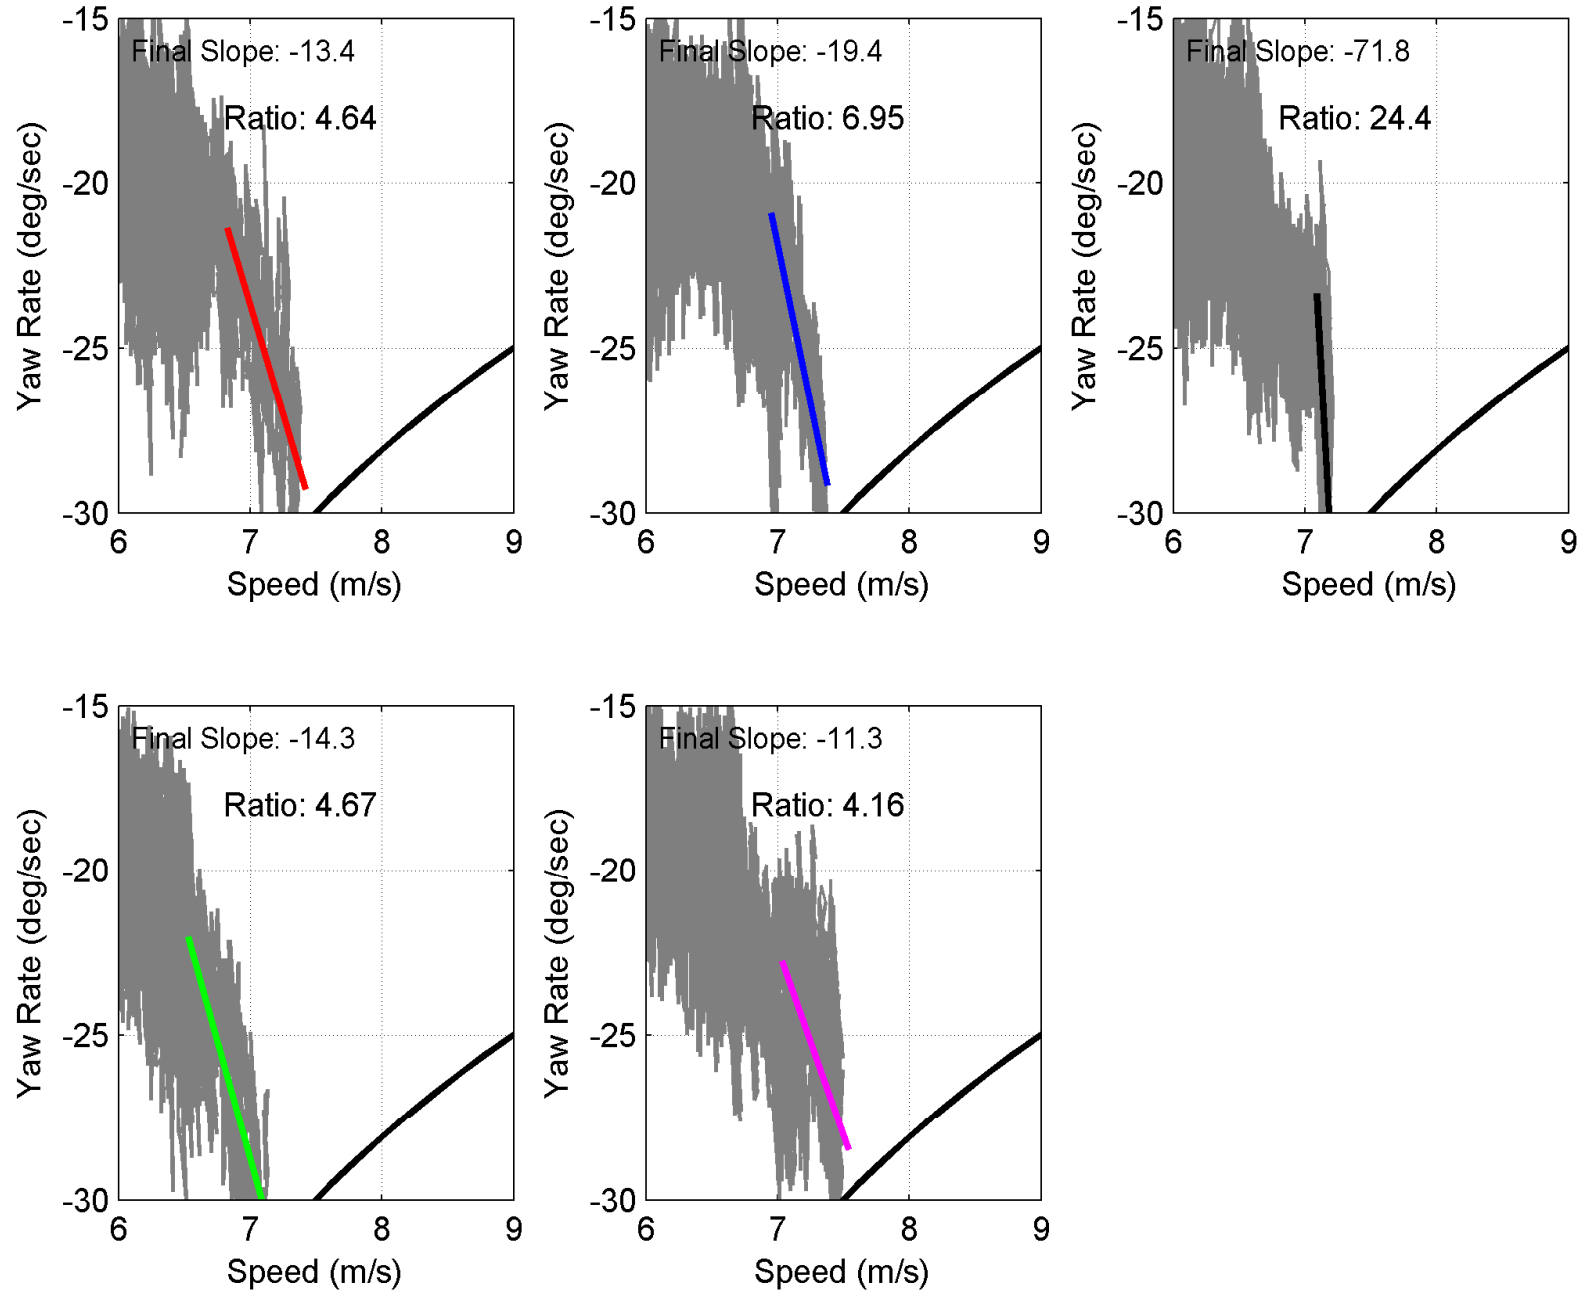 -15
-20
-25
-30
Yaw Rate (deg/sec)
Final Slope: -13.4
Ratio: 4.64
6 7 8 9
Speed (m/s)
-15
-20
-25
-30
Yaw Rate (deg/sec)
Final Slope: -19.4
Ratio: 6.95
6 7 8 9
Speed (m/s)
-15
-20
-25
-30
Yaw Rate (deg/sec)
Final Slope: -71.8
Ratio: 24.4
6 7 8 9
Speed (m/s)
-15
-20
-25
-30
Yaw Rate (deg/sec)
Final Slope: -14.3
Ratio: 4.67
6 7 8 9
Speed (m/s)
-15
-20
-25
-30
Yaw Rate (deg/sec)
Final Slope: -11.3
Ratio: 4.16
6 7 8 9
Speed (m/s)